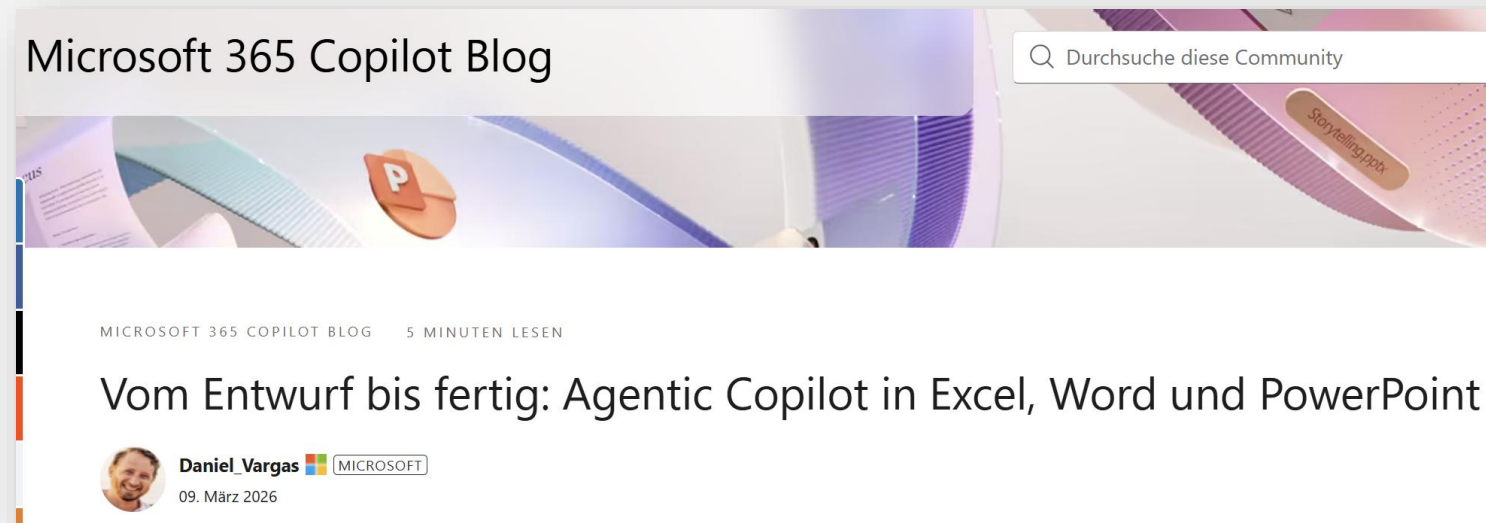 Microsoft 365 Copilot Blog
Durchsuche diese Community
Storytelling.pptx
P
MICROSOFT 365 COPILOT BLOG 5 MINUTEN LESEN
Vom Entwurf bis fertig: Agentic Copilot in Excel, Word und PowerPoint
Daniel_Vargas MICROSOFT
09. März 2026